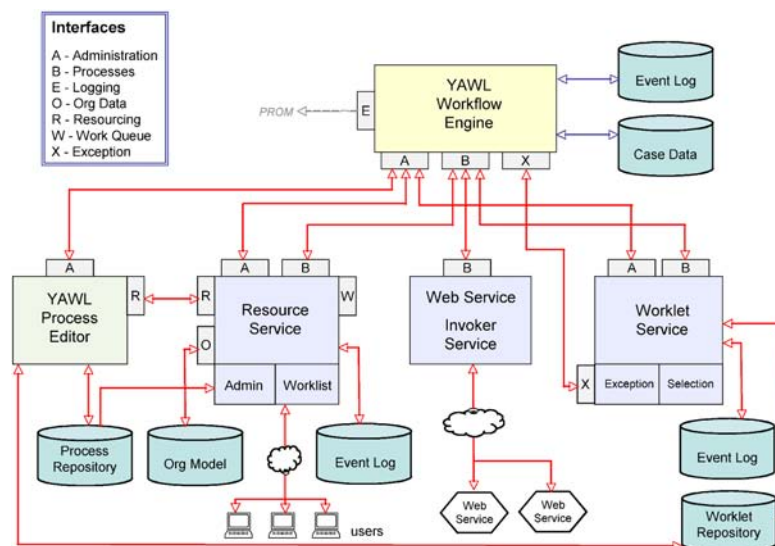 Interfaces
A - Administration
B - Processes
E - Logging
O - Org Data
R - Resourcing
W - Work Queue
X - Exception
PROM
E
YAWL
Workflow
Engine
A
B
X
Event Log
Case Data
A
YAWL
Process
Editor
R
A
B
R
O
W
Resource
Service
Admin
Worklist
B
Web Service
Invoker
Service
A
B
Worklet
Service
X
Exception
Selection
Process
Repository
Org Model
Event Log
users
Web
Service
Web
Service
Event Log
Worklet
Repository